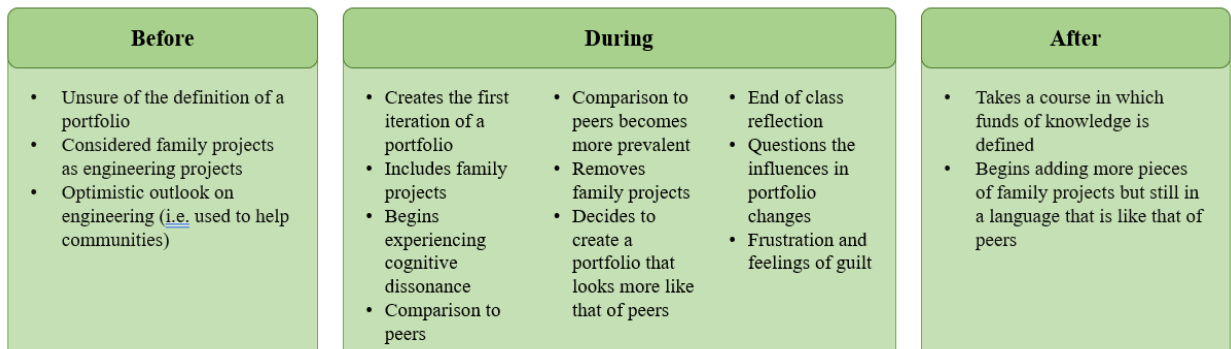 Before
• Unsure of the definition of a
portfolio
• Considered family projects
as engineering projects
• Optimistic outlook on
engineering (i.e. used to help
communities)
During
• Creates the first
iteration of a
portfolio
• Includes family
projects
• Begins
experiencing
cognitive
dissonance
• Comparison to
peers
• Comparison to
peers becomes
more prevalent
• Removes
family projects
• Decides to
create a
portfolio that
looks more like
that of peers
• End of class
reflection
• Questions the
influences in
portfolio
changes
• Frustration and
feelings of guilt
After
• Takes a course in which
funds of knowledge is
defined
• Begins adding more pieces
of family projects but still in
a language that is like that of
peers